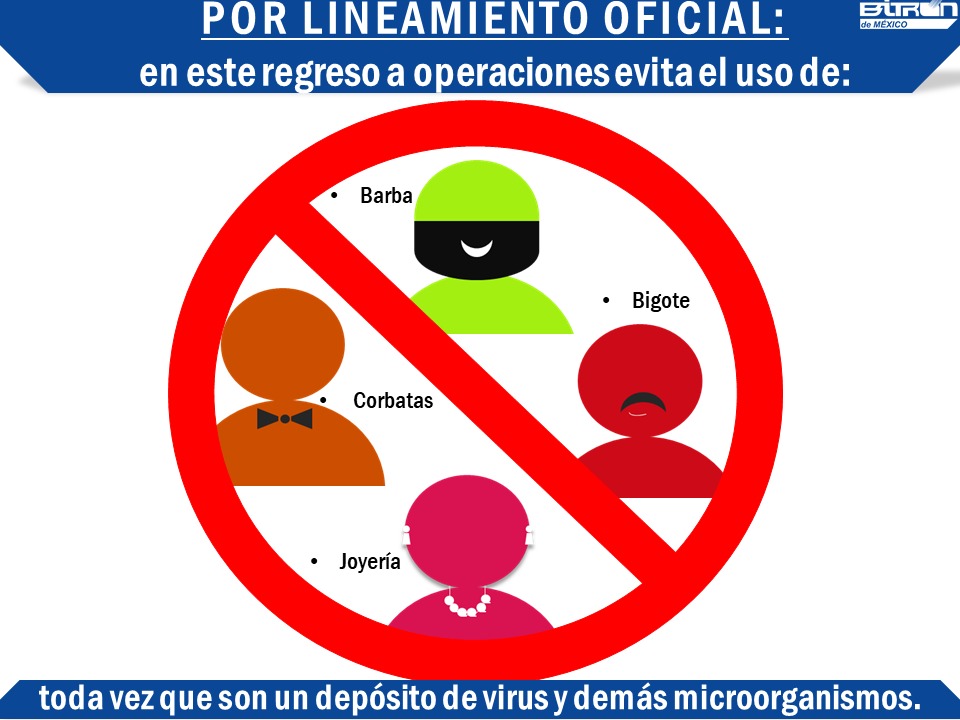 POR LINEAMIENTO OFICIAL:
BITRON
de MÉXICO
en este regreso a operaciones evita el uso de:
• Barba
• Bigote
• Corbatas
• Joyería
toda vez que son un depósito de virus y demás microorganismos.